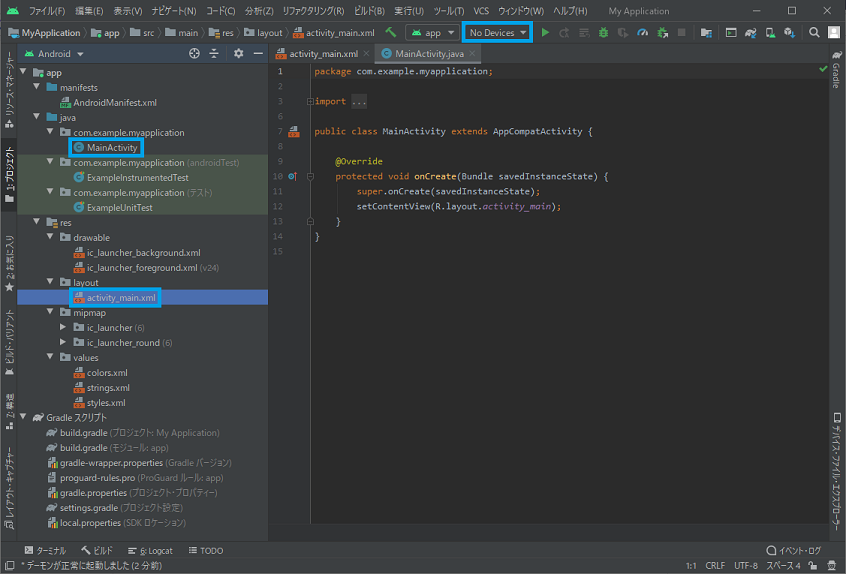 ファイル(F) 編集(E) 表示(V) ナビゲート(N) コード(C) 分析(Z) リファクタリング(R) ビルド(B) 実行(U) ツール(T) VCS ウィンドウ(W) ヘルプ(H) My Application
MyApplication app src main res layout activity_main.xml app No Devices
Android
activity_main.xml MainActivity.java
app
manifests
AndroidManifest.xml
java
com.example.myapplication
MainActivity
com.example.myapplication (androidTest)
ExampleInstrumentedTest
com.example.myapplication (テスト)
ExampleUnitTest
res
drawable
ic_launcher_background.xml
ic_launcher_foreground.xml (v24)
layout
activity_main.xml
mipmap
ic_launcher (6)
ic_launcher_round (6)
values
colors.xml
strings.xml
styles.xml
Gradle スクリプト
build.gradle (プロジェクト: My Application)
build.gradle (モジュール: app)
gradle-wrapper.properties (Gradle バージョン)
proguard-rules.pro (ProGuard ルール: app)
gradle.properties (プロジェクト・プロパティー)
settings.gradle (プロジェクト設定)
local.properties (SDK ロケーション)
1 package com.example.myapplication;
2
3 import ...
6
7 public class MainActivity extends AppCompatActivity {
8
9 @Override
10 protected void onCreate(Bundle savedInstanceState) {
11 super.onCreate(savedInstanceState);
12 setContentView(R.layout.activity_main);
13 }
14 }
15
リソース・マネージャー
1: プロジェクト
2: お気に入り
ビルド・バリアント
Z: 構造
レイアウト・キャプチャー
Gradle
デバイス・ファイル・エクスプローラー
ターミナル ビルド 6: Logcat TODO イベント・ログ
* デーモンが正常に起動しました (2 分前) 1:1 CRLF UTF-8 スペース 4